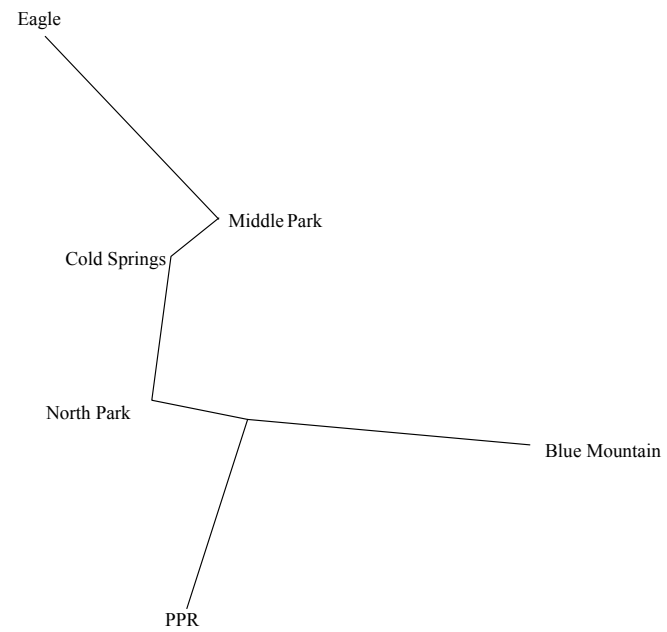 Eagle
Middle Park
Cold Springs
North Park
Blue Mountain
PPR